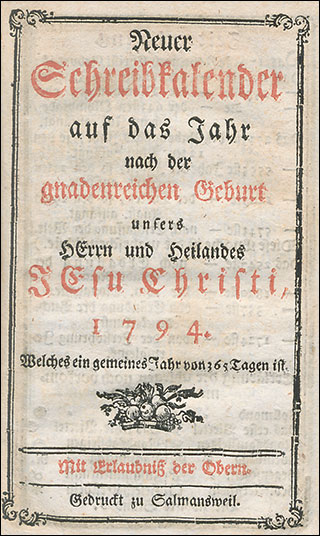 Neuer
Schreibkalender
auf das Jahr
nach der
gnadenreichen Geburt
unsers
HErrn und Heilandes
JEsu Christi,
1794.
Welches ein gemeines Jahr von 365 Tagen ist.
Mit Erlaubniß der Obern.
Gedruckt zu Salmansweil.